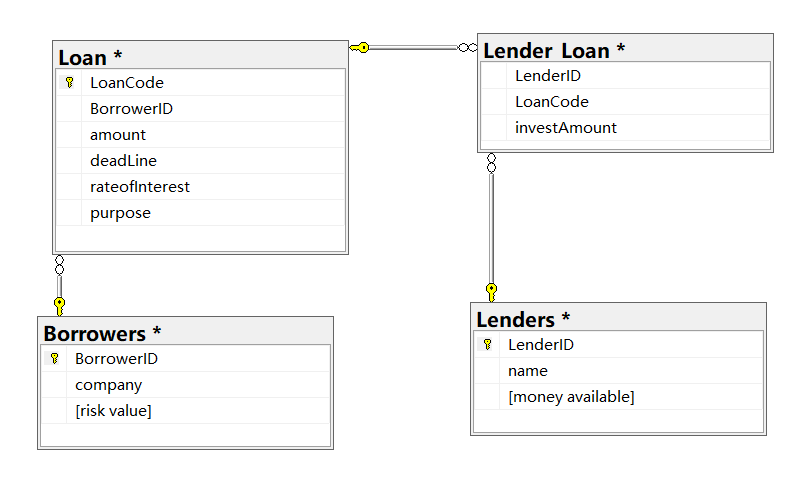 Loan *
LoanCode
BorrowerID
amount
deadLine
rateofInterest
purpose
Lender Loan *
LenderID
LoanCode
investAmount
Borrowers *
BorrowerID
company
[risk value]
Lenders *
LenderID
name
[money available]